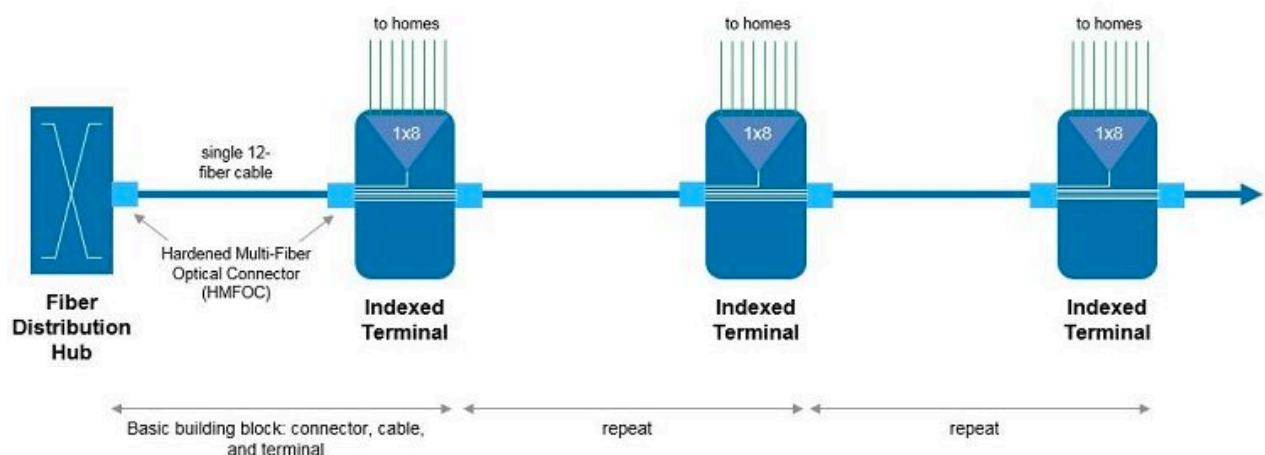 to homes
to homes
to homes
1x8
1x8
1x8
single 12-
fiber cable
Hardened Multi-Fiber
Optical Connector
(HMFOC)
Fiber
Distribution
Hub
Indexed
Terminal
Indexed
Terminal
Indexed
Terminal
Basic building block: connector, cable,
and terminal
repeat
repeat